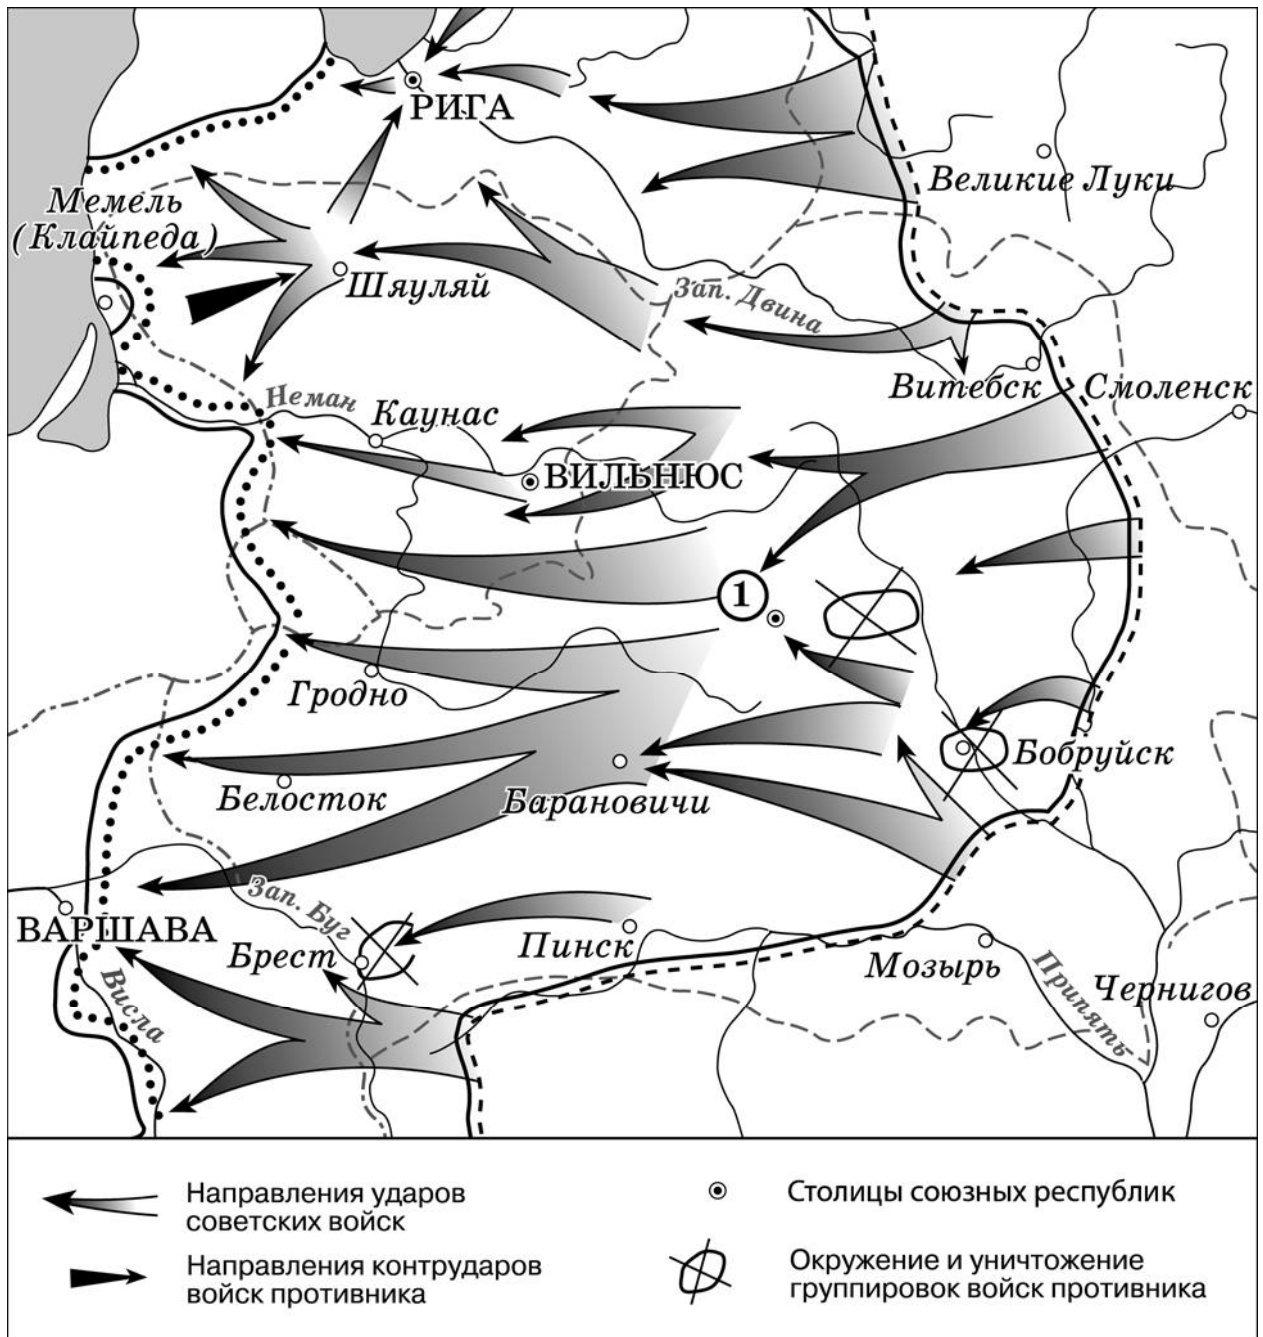 РИГА
Великие Луки
Мемель
(Клайпеда)
Шяуляй
Зап. Двина
Витебск
Смоленск
Неман
Каунас
ВИЛЬНЮС
1
Гродно
Бобруйск
Белосток
Барановичи
Зап. Буг
ВАРШАВА
Брест
Пинск
Мозырь
Висла
Припять
Чернигов
Направления ударов
советских войск
Столицы союзных республик
Направления контрударов
войск противника
Окружение и уничтожение
группировок войск противника